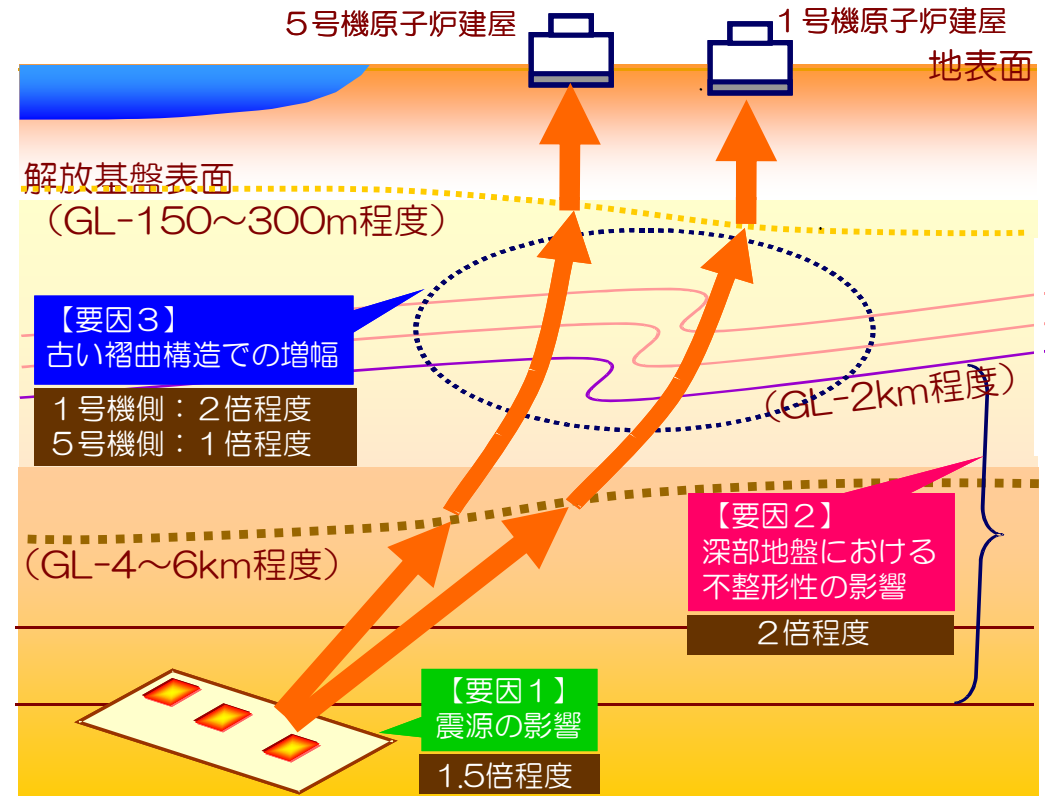 5号機原子炉建屋
1号機原子炉建屋
地表面
解放基盤表面
（GL-150～300m程度）
【要因3】
古い褶曲構造での増幅
1号機側：2倍程度
5号機側：1倍程度
（GL-2km程度）
（GL-4～6km程度）
【要因2】
深部地盤における
不整形性の影響
2倍程度
【要因1】
震源の影響
1.5倍程度